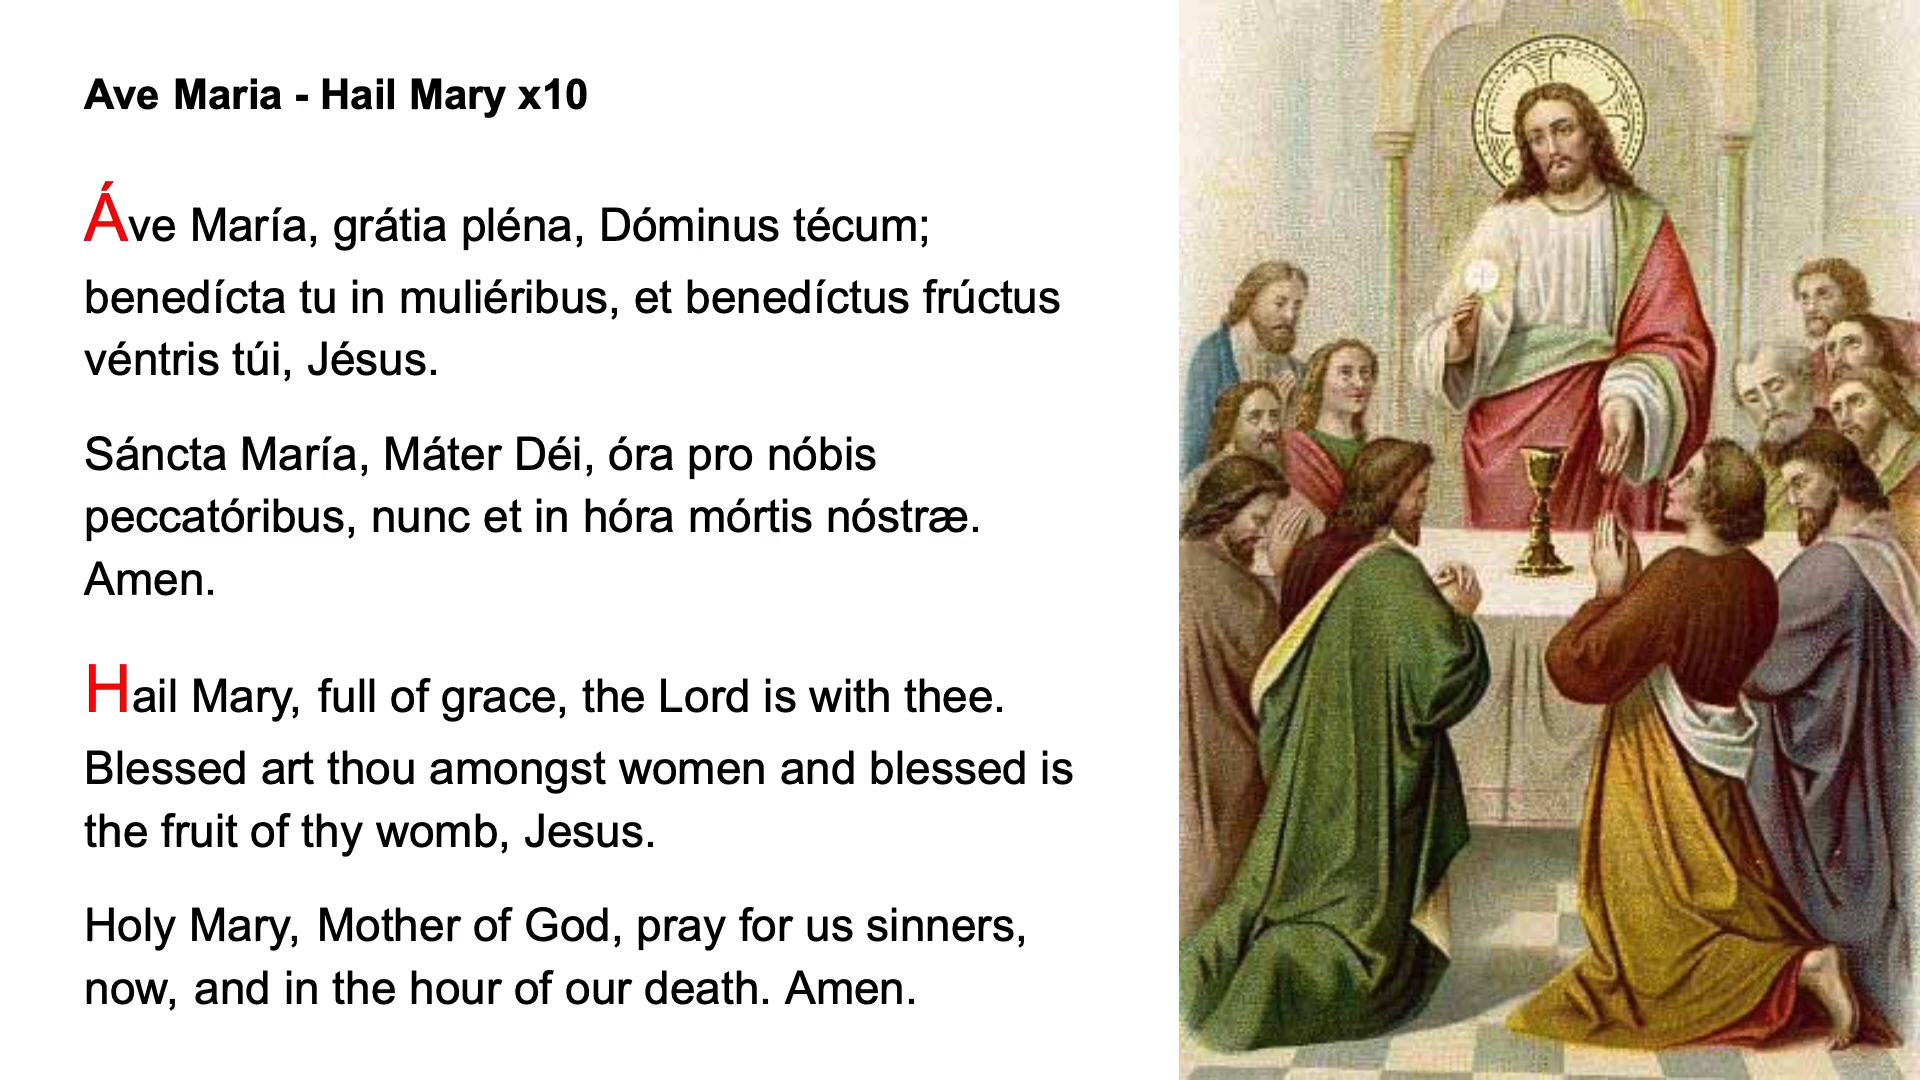 Ave Maria - Hail Mary x10
Áve María, grátia pléna, Dóminus técum;
benedícta tu in muliéribus, et benedíctus frúctus
véntris túi, Jésus.
Sáncta María, Máter Déi, óra pro nóbis
peccatóribus, nunc et in hóra mórtis nóstræ.
Amen.
Hail Mary, full of grace, the Lord is with thee.
Blessed art thou amongst women and blessed is
the fruit of thy womb, Jesus.
Holy Mary, Mother of God, pray for us sinners,
now, and in the hour of our death. Amen.